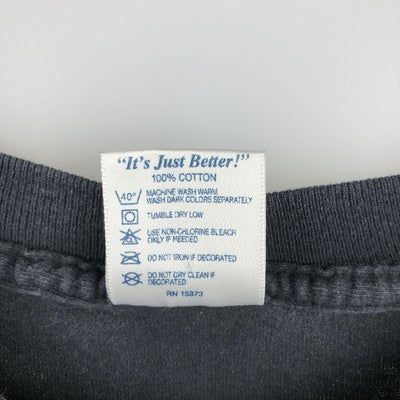 "It's Just Better!"
100% COTTON
40° MACHINE WASH WARM
WASH DARK COLORS SEPARATELY
TUMBLE DRY LOW
USE NON-CHLORINE BLEACH
ONLY IF NEEDED
DO NOT IRON IF DECORATED
DO NOT DRY CLEAN IF
DECORATED
RN 15373